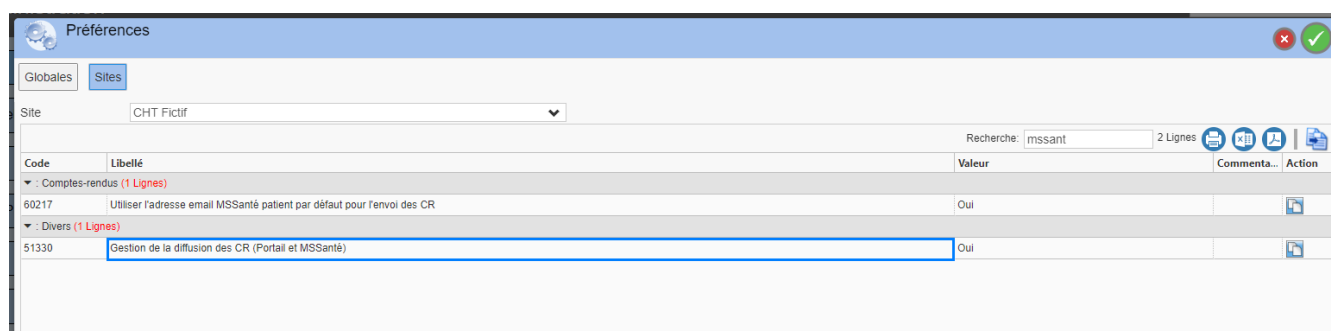 Préférences
Globales Sites
Site CHT Fictif
Recherche: mssant 2 Lignes
Code Libellé Valeur Commenta... Action
: Comptes-rendus (1 Lignes)
60217 Utiliser l'adresse email MSSanté patient par défaut pour l'envoi des CR Oui
: Divers (1 Lignes)
51330 Gestion de la diffusion des CR (Portail et MSSanté) Oui